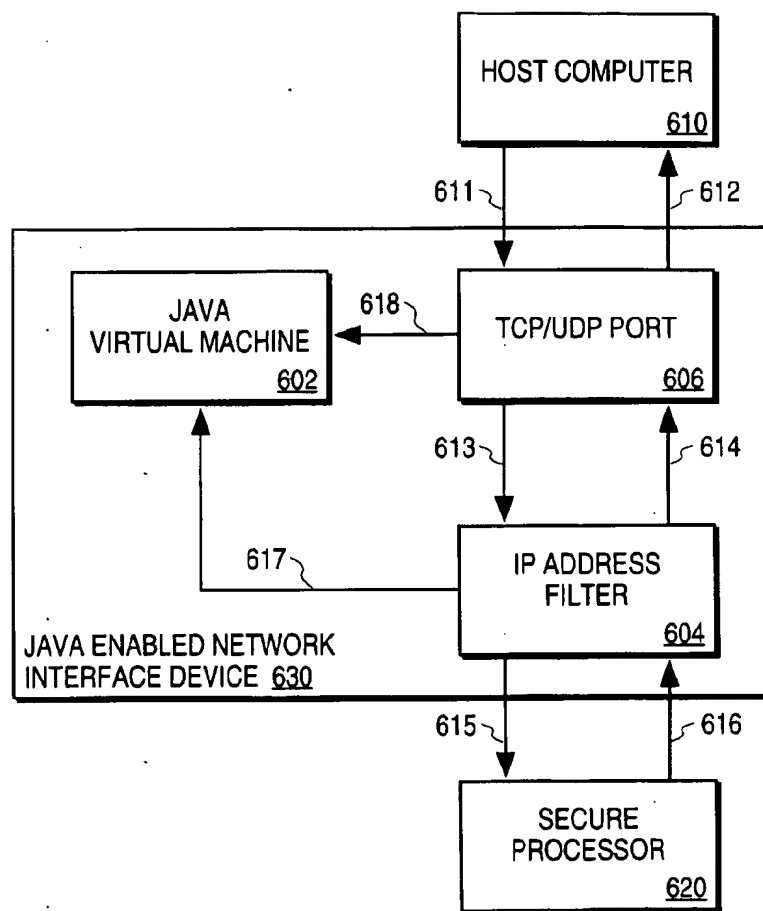 HOST COMPUTER
610
611
612
JAVA
VIRTUAL MACHINE
602
618
TCP/UDP PORT
606
613
614
617
IP ADDRESS
FILTER
604
JAVA ENABLED NETWORK
INTERFACE DEVICE 630
615
616
SECURE
PROCESSOR
620